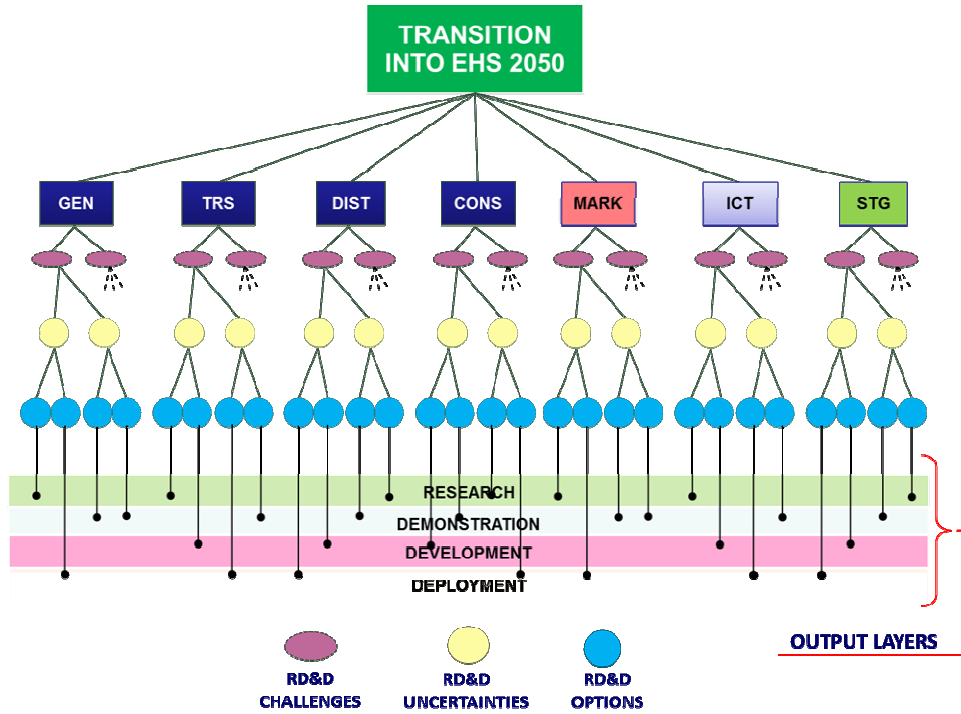 TRANSITION
INTO EHS 2050
GEN
TRS
DIST
CONS
MARK
ICT
STG
RESEARCH
DEMONSTRATION
DEVELOPMENT
DEPLOYMENT
OUTPUT LAYERS
RD&D
CHALLENGES
RD&D
UNCERTAINTIES
RD&D
OPTIONS